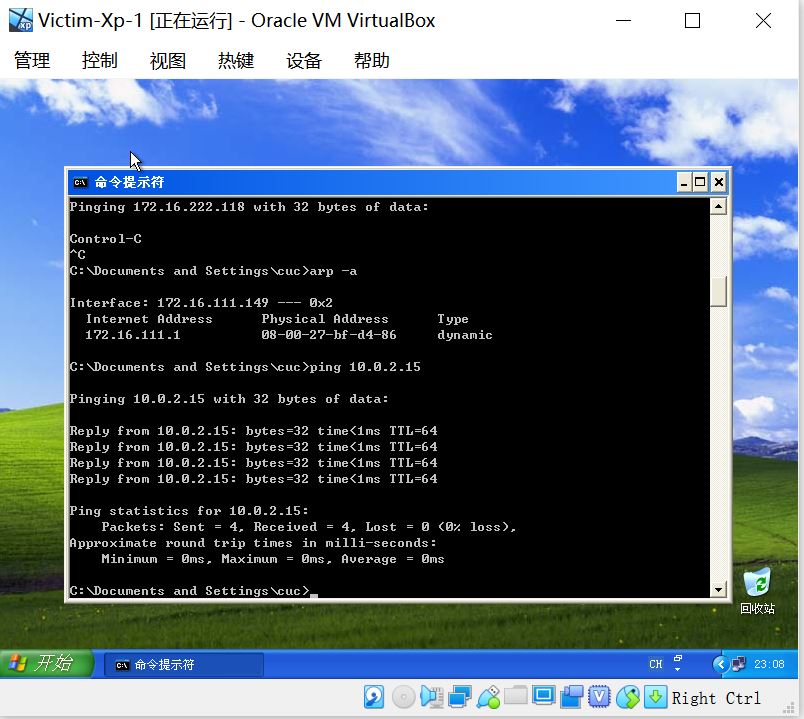 Victim-Xp-1 [正在运行] - Oracle VM VirtualBox
管理 控制 视图 热键 设备 帮助
命令提示符
Pinging 172.16.222.118 with 32 bytes of data:
Control-C
^C
C:\Documents and Settings\cuc>arp -a
Interface: 172.16.111.149 --- 0x2
Internet Address Physical Address Type
172.16.111.1 08-00-27-bf-d4-86 dynamic
C:\Documents and Settings\cuc>ping 10.0.2.15
Pinging 10.0.2.15 with 32 bytes of data:
Reply from 10.0.2.15: bytes=32 time<1ms TTL=64
Reply from 10.0.2.15: bytes=32 time<1ms TTL=64
Reply from 10.0.2.15: bytes=32 time<1ms TTL=64
Reply from 10.0.2.15: bytes=32 time<1ms TTL=64
Ping statistics for 10.0.2.15:
Packets: Sent = 4, Received = 4, Lost = 0 (0% loss),
Approximate round trip times in milli-seconds:
Minimum = 0ms, Maximum = 0ms, Average = 0ms
C:\Documents and Settings\cuc>_
回收站
开始 命令提示符 CH 23:08
Right Ctrl